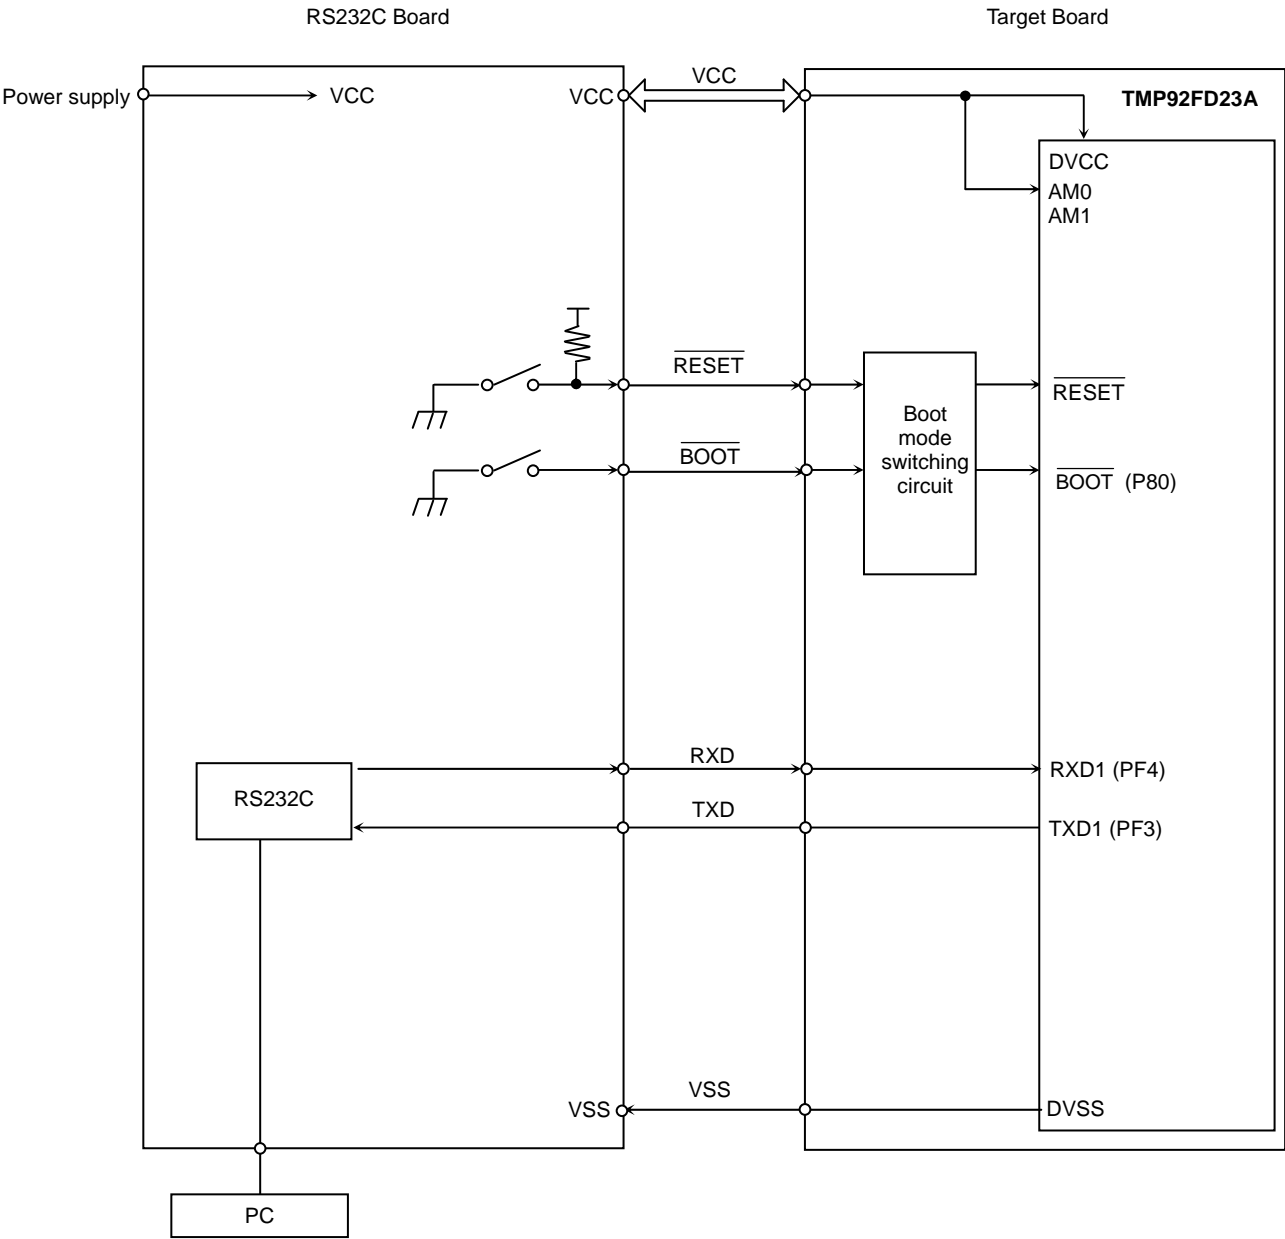 RS232C Board
Target Board
Power supply
VCC
VCC
VCC
TMP92FD23A
DVCC
AM0
AM1
RESET
RESET
Boot
mode
switching
circuit
BOOT
BOOT (P80)
RS232C
RXD
RXD1 (PF4)
TXD
TXD1 (PF3)
VSS
VSS
DVSS
PC